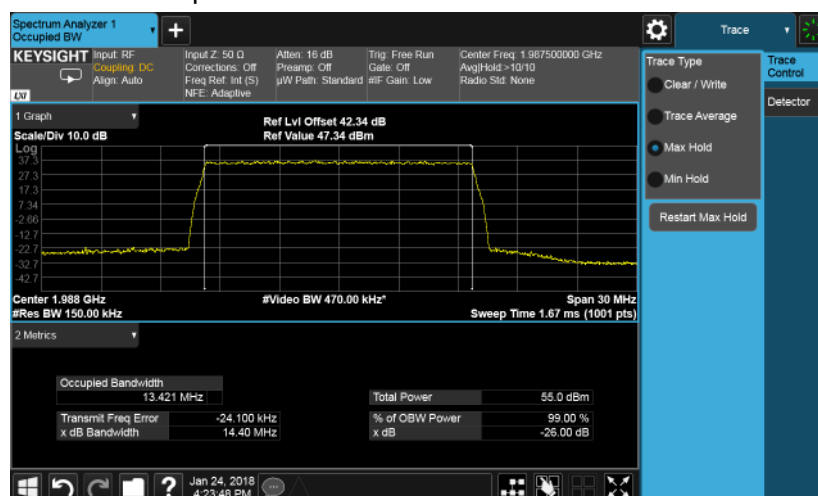 Spectrum Analyzer 1
Occupied BW
+
Trace
KEYSIGHT
LXI
Input: RF
Coupling: DC
Align: Auto
Input Z: 50 Ω
Corrections: Off
Freq Ref: Int (S)
NFE: Adaptive
Atten: 16 dB
Preamp: Off
µW Path: Standard
Trig: Free Run
Gate: Off
#IF Gain: Low
Center Freq: 1.987500000 GHz
Avg|Hold:>10/10
Radio Std: None
Trace Type
Clear / Write
Trace Average
Max Hold
Min Hold
Restart Max Hold
Trace
Control
Detector
1 Graph
Scale/Div 10.0 dB
Ref Lvl Offset 42.34 dB
Ref Value 47.34 dBm
Log
37.3
27.3
17.3
7.34
-2.66
-12.7
-22.7
-32.7
-42.7
Center 1.988 GHz
#Video BW 470.00 kHz*
Span 30 MHz
#Res BW 150.00 kHz
Sweep Time 1.67 ms (1001 pts)
2 Metrics
Occupied Bandwidth
13.421 MHz
Total Power 55.0 dBm
Transmit Freq Error -24.100 kHz
% of OBW Power 99.00 %
x dB Bandwidth 14.40 MHz
x dB -26.00 dB
?
Jan 24, 2018
4:23:48 PM